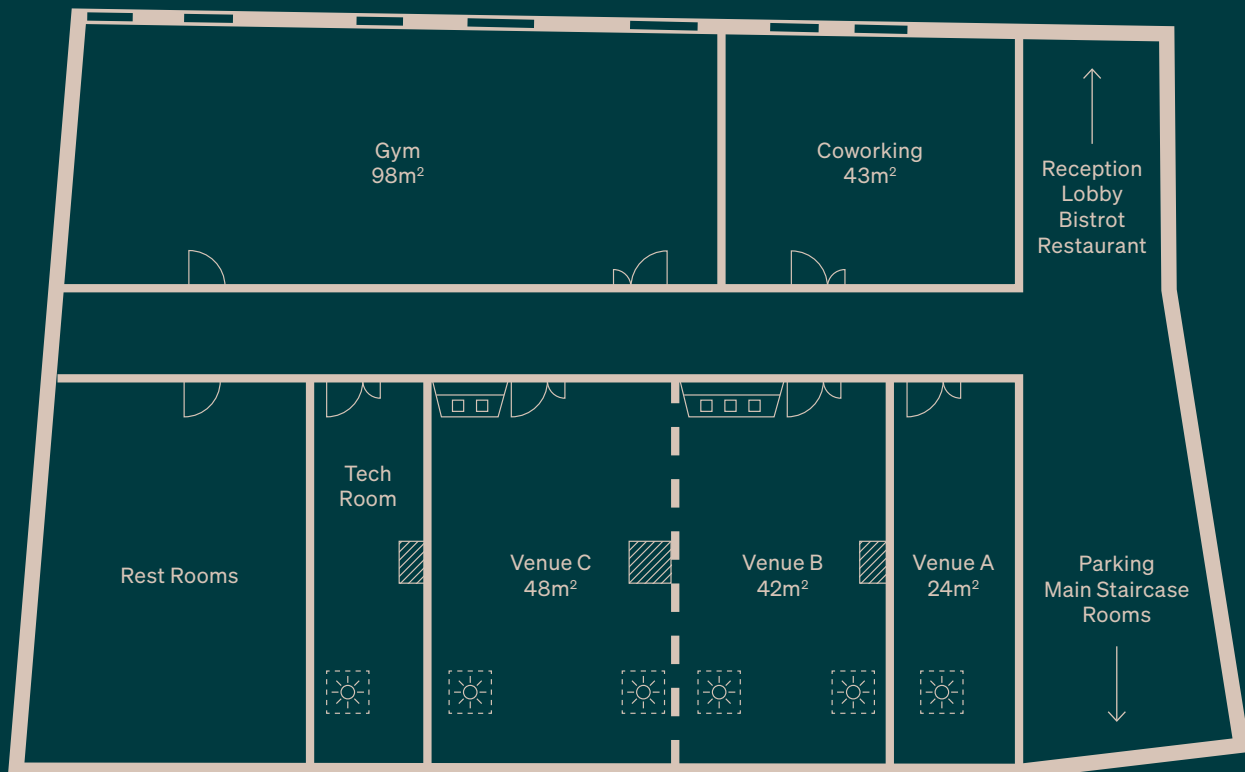 Gym
98m²
Coworking
43m²
Reception
Lobby
Bistrot
Restaurant
Tech
Room
Rest Rooms
Venue C
48m²
Venue B
42m²
Venue A
24m²
Parking
Main Staircase
Rooms